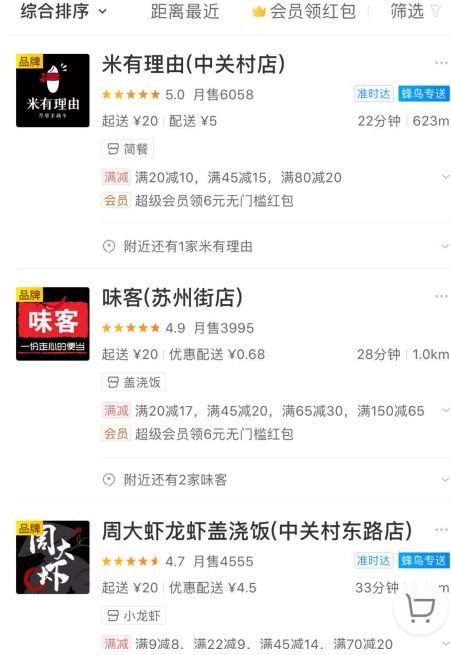 综合排序 距离最近 会员领红包 筛选
品牌
米有理由
米有理由(中关村店)
5.0 月售6058 准时达 蜂鸟专送
起送 ¥20 配送 ¥5 22分钟 623m
简餐
满减 满20减10，满45减15，满80减20
会员 超级会员领6元无门槛红包
附近还有1家米有理由
品牌
味客
一份走心的便当
味客(苏州街店)
4.9 月售3995
起送 ¥20 优惠配送 ¥0.68 28分钟 1.0km
盖浇饭
满减 满20减17，满45减20，满65减30，满150减65
会员 超级会员领6元无门槛红包
附近还有2家味客
品牌
周大虾
周大虾龙虾盖浇饭(中关村东路店)
4.7 月售4555 准时达 蜂鸟专送
起送 ¥20 优惠配送 ¥4.5 33分钟
小龙虾
满减 满9减8，满22减9，满45减14，满70减20